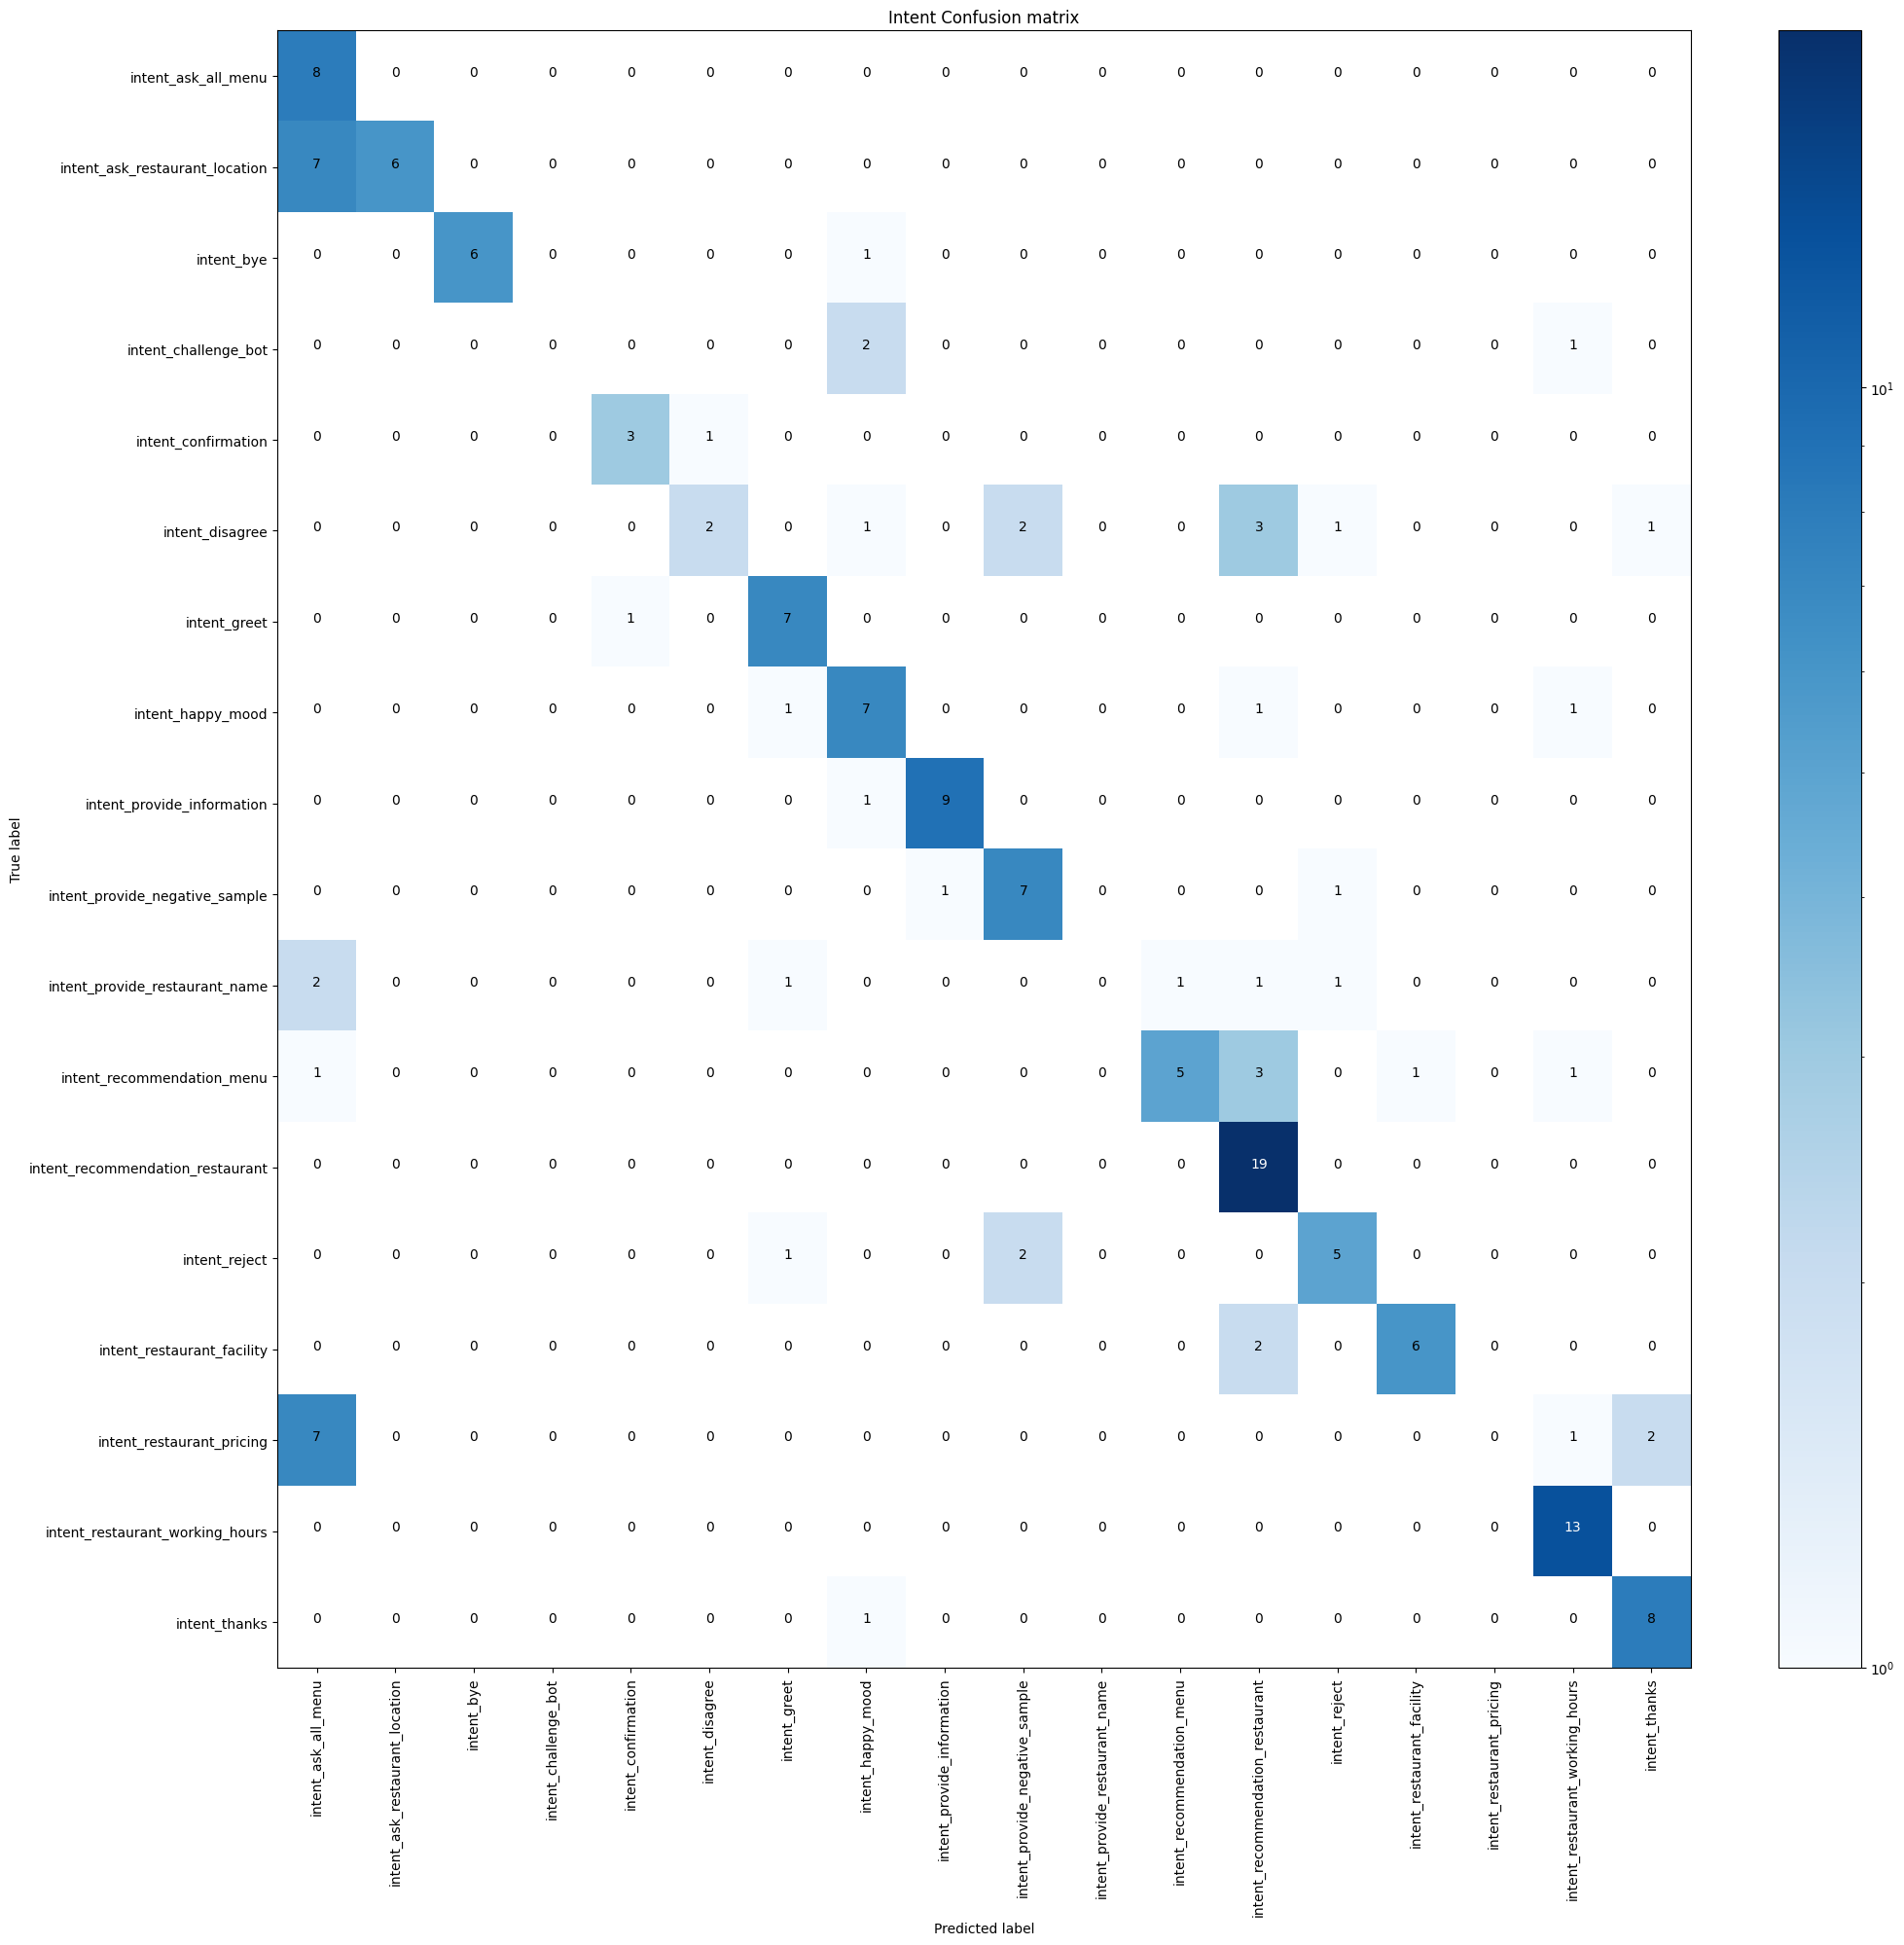 Intent Confusion matrix
intent_ask_all_menu 8 0 0 0 0 0 0 0 0 0 0 0 0 0 0 0 0 0
intent_ask_restaurant_location 7 6 0 0 0 0 0 0 0 0 0 0 0 0 0 0 0 0
intent_bye 0 0 6 0 0 0 0 1 0 0 0 0 0 0 0 0 0 0
intent_challenge_bot 0 0 0 0 0 0 0 2 0 0 0 0 0 0 0 0 1 0
intent_confirmation 0 0 0 0 3 1 0 0 0 0 0 0 0 0 0 0 0 0
intent_disagree 0 0 0 0 0 2 0 1 0 2 0 0 3 1 0 0 0 1
intent_greet 0 0 0 0 1 0 7 0 0 0 0 0 0 0 0 0 0 0
intent_happy_mood 0 0 0 0 0 0 1 7 0 0 0 0 1 0 0 0 1 0
intent_provide_information 0 0 0 0 0 0 0 1 9 0 0 0 0 0 0 0 0 0
intent_provide_negative_sample 0 0 0 0 0 0 0 0 1 7 0 0 0 1 0 0 0 0
intent_provide_restaurant_name 2 0 0 0 0 0 1 0 0 0 0 1 1 1 0 0 0 0
intent_recommendation_menu 1 0 0 0 0 0 0 0 0 0 0 5 3 0 1 0 1 0
intent_recommendation_restaurant 0 0 0 0 0 0 0 0 0 0 0 0 19 0 0 0 0 0
intent_reject 0 0 0 0 0 0 1 0 0 2 0 0 0 5 0 0 0 0
intent_restaurant_facility 0 0 0 0 0 0 0 0 0 0 0 0 2 0 6 0 0 0
intent_restaurant_pricing 7 0 0 0 0 0 0 0 0 0 0 0 0 0 0 0 1 2
intent_restaurant_working_hours 0 0 0 0 0 0 0 0 0 0 0 0 0 0 0 0 13 0
intent_thanks 0 0 0 0 0 0 0 1 0 0 0 0 0 0 0 0 0 8
True label
intent_ask_all_menu
intent_ask_restaurant_location
intent_bye
intent_challenge_bot
intent_confirmation
intent_disagree
intent_greet
intent_happy_mood
intent_provide_information
intent_provide_negative_sample
intent_provide_restaurant_name
intent_recommendation_menu
intent_recommendation_restaurant
intent_reject
intent_restaurant_facility
intent_restaurant_pricing
intent_restaurant_working_hours
intent_thanks
Predicted label
10¹
10⁰